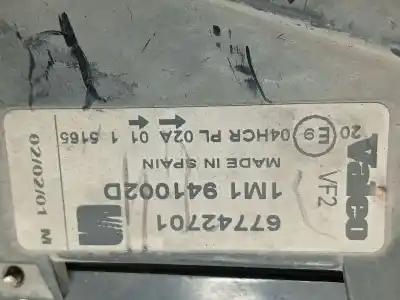 Valeo
VF2
20 E9 04HCR PL 02A 01 1 5165
MADE IN SPAIN
1M1 941002D
67742701
02/02/01 M